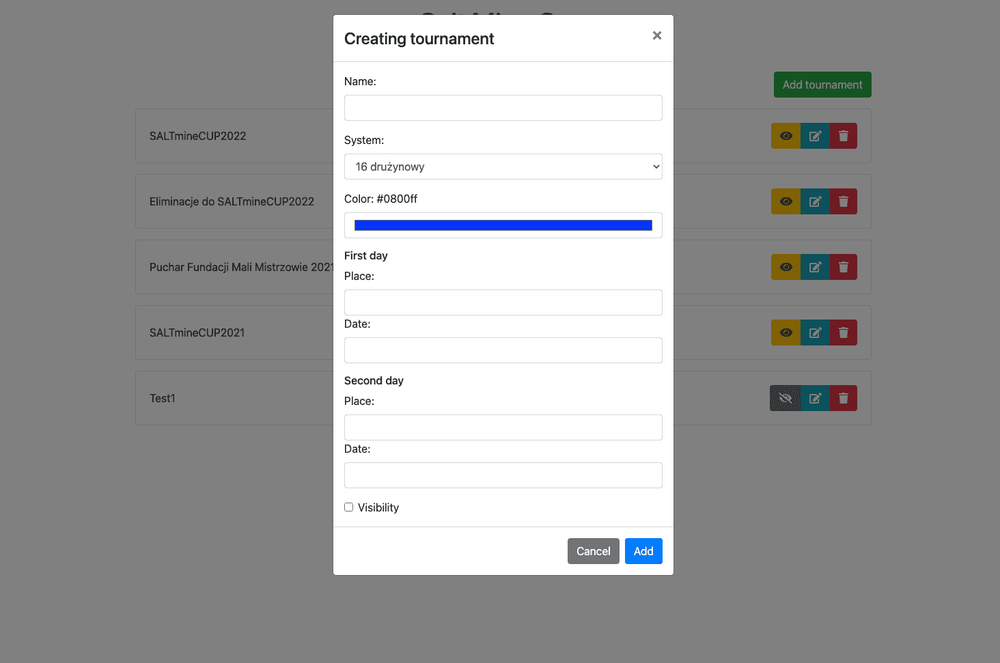 Creating tournament
×
Name:
Add tournament
SALTmineCUP2022
System:
16 drużynowy
Eliminacje do SALTmineCUP2022
Color: #0800ff
First day
Puchar Fundacji Mali Mistrzowie 2021
Place:
Date:
SALTmineCUP2021
Second day
Test1
Place:
Date:
Visibility
Cancel
Add